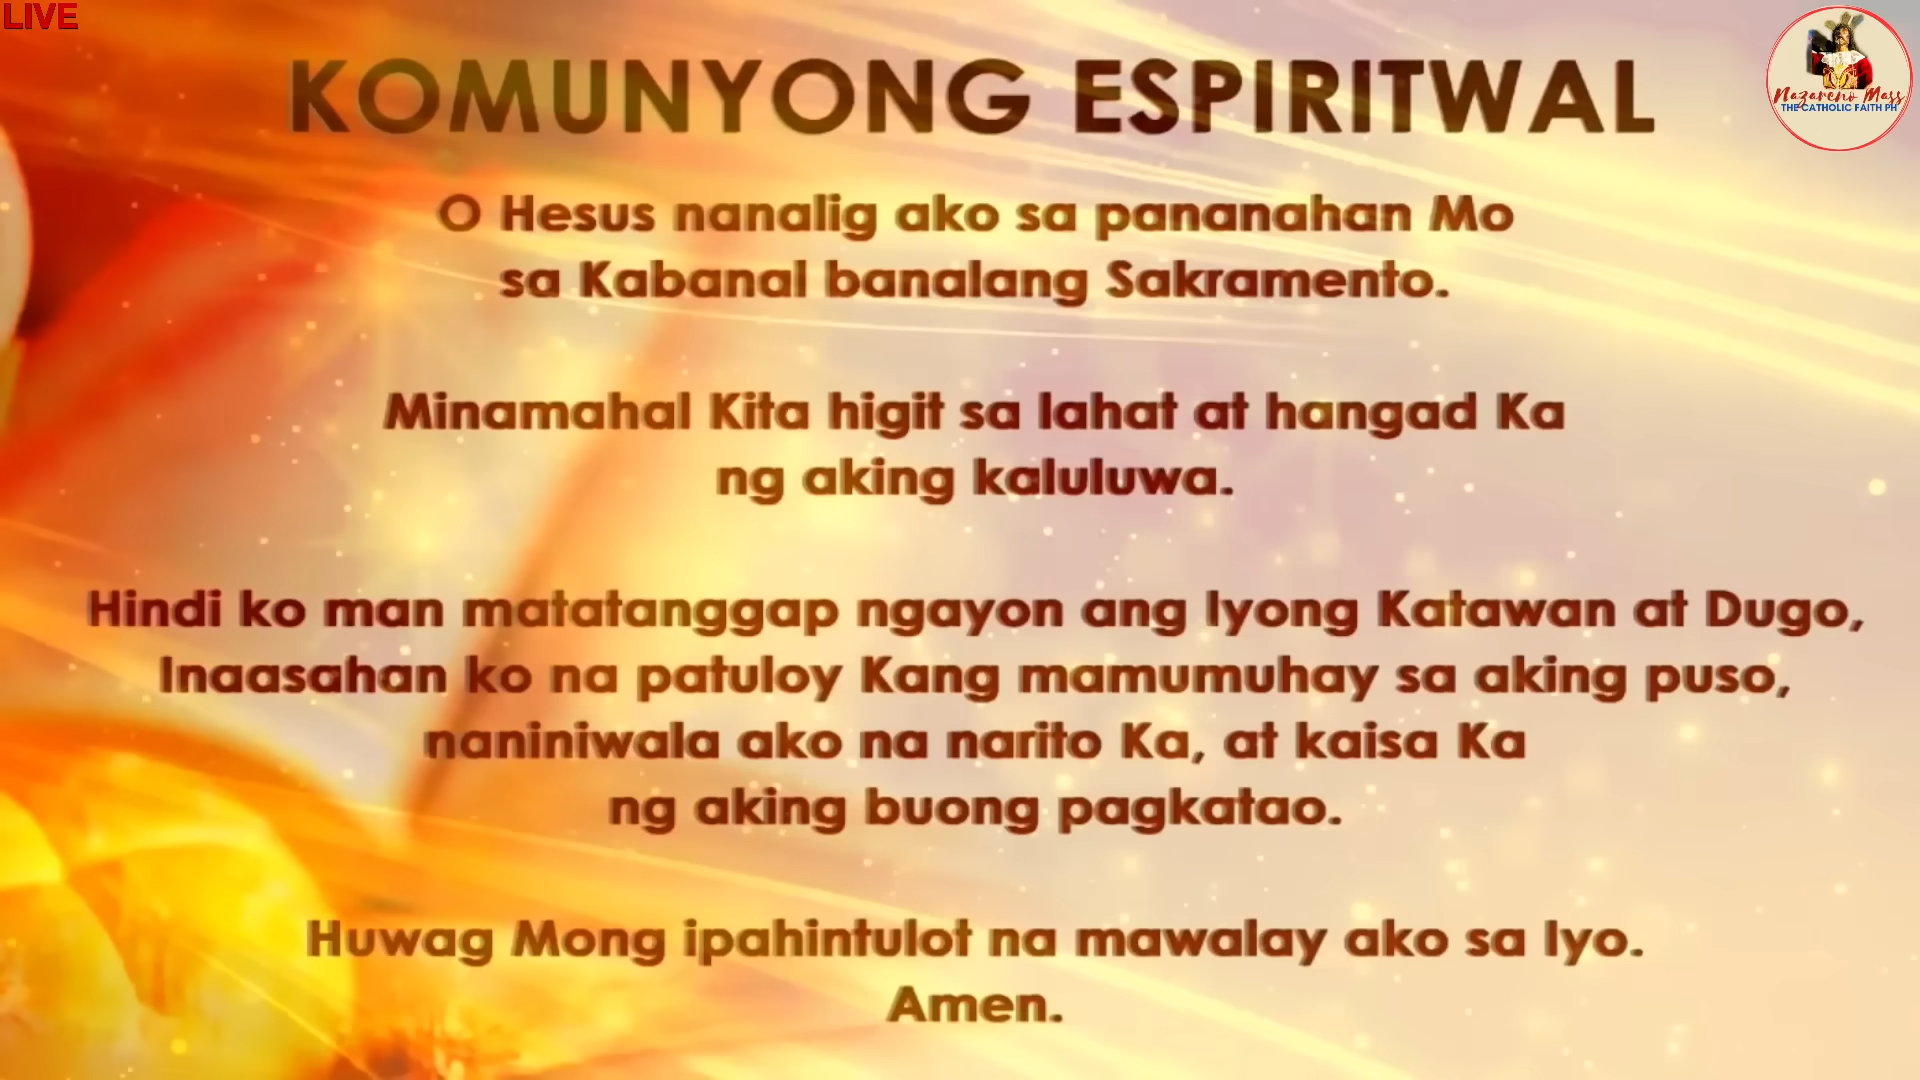 LIVE
Nazareno Mass
THE CATHOLIC FAITH PH
KOMUNYONG ESPIRITWAL
O Hesus nanalig ako sa pananahan Mo
sa Kabanal banalang Sakramento.
Minamahal Kita higit sa lahat at hangad Ka
ng aking kaluluwa.
Hindi ko man matatanggap ngayon ang Iyong Katawan at Dugo,
Inaasahan ko na patuloy Kang mamumuhay sa aking puso,
naniniwala ako na narito Ka, at kaisa Ka
ng aking buong pagkatao.
Huwag Mong ipahintulot na mawalay ako sa Iyo.
Amen.